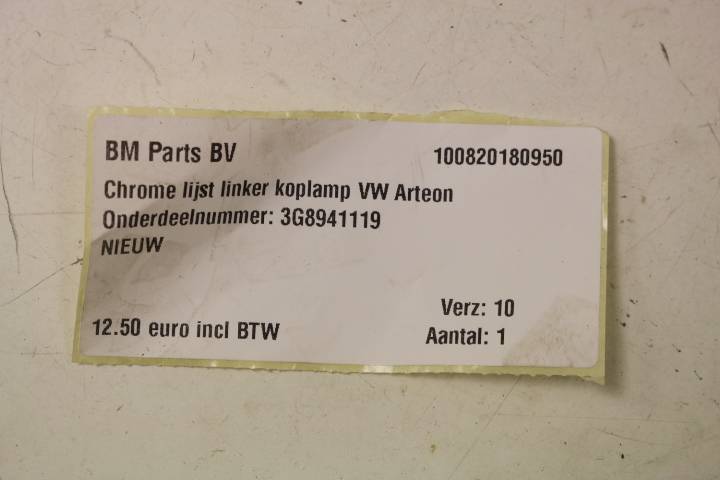 BM Parts BV 100820180950
Chrome lijst linker koplamp VW Arteon
Onderdeelnummer: 3G8941119
NIEUW
Verz: 10
12.50 euro incl BTW Aantal: 1